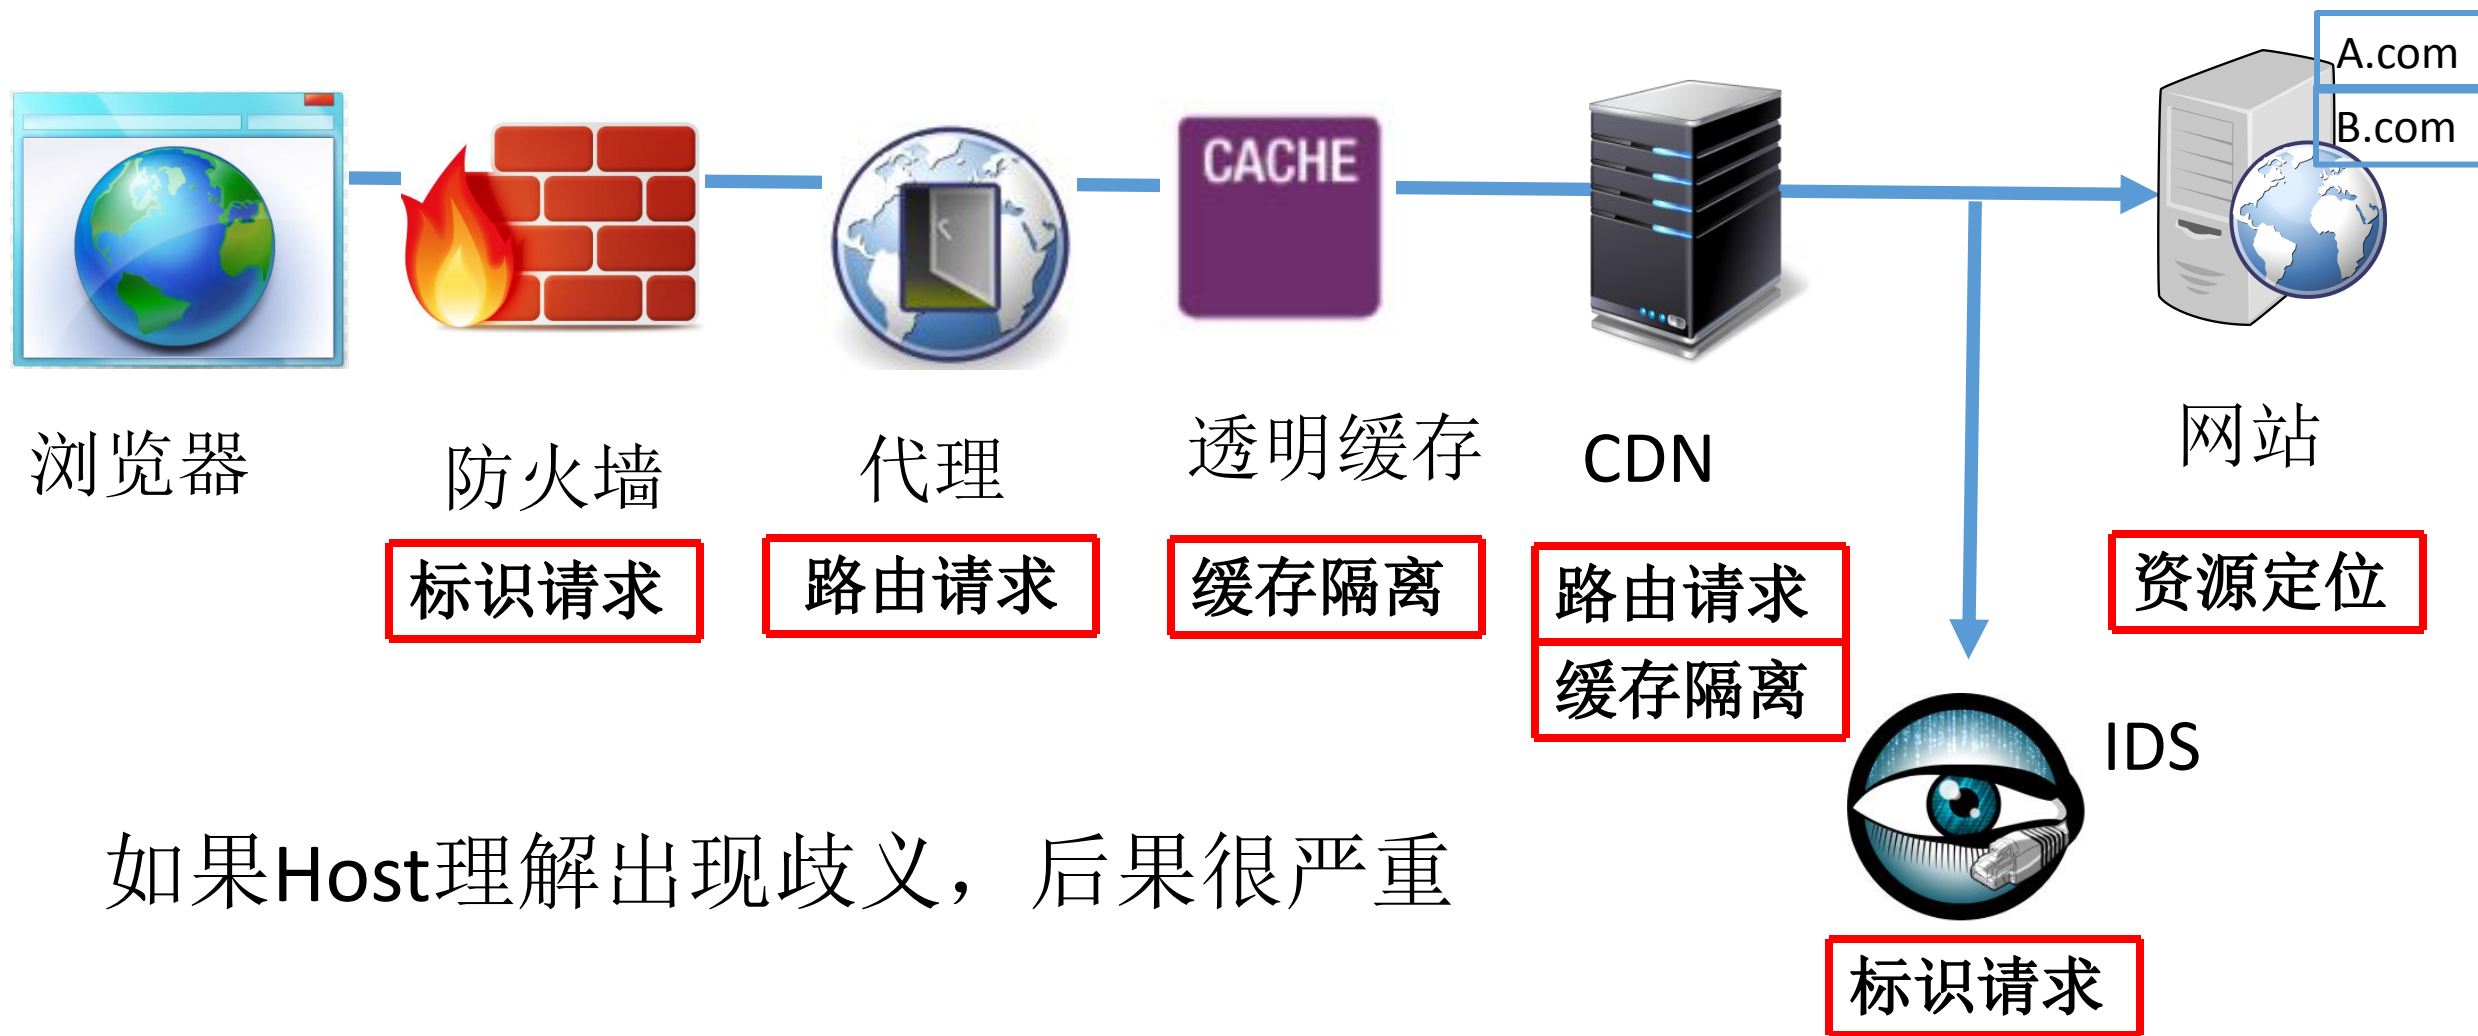 A.com
B.com
CACHE
浏览器
防火墙
代理
透明缓存
CDN
网站
标识请求
路由请求
缓存隔离
路由请求
缓存隔离
资源定位
IDS
标识请求
如果Host理解出现歧义，后果很严重